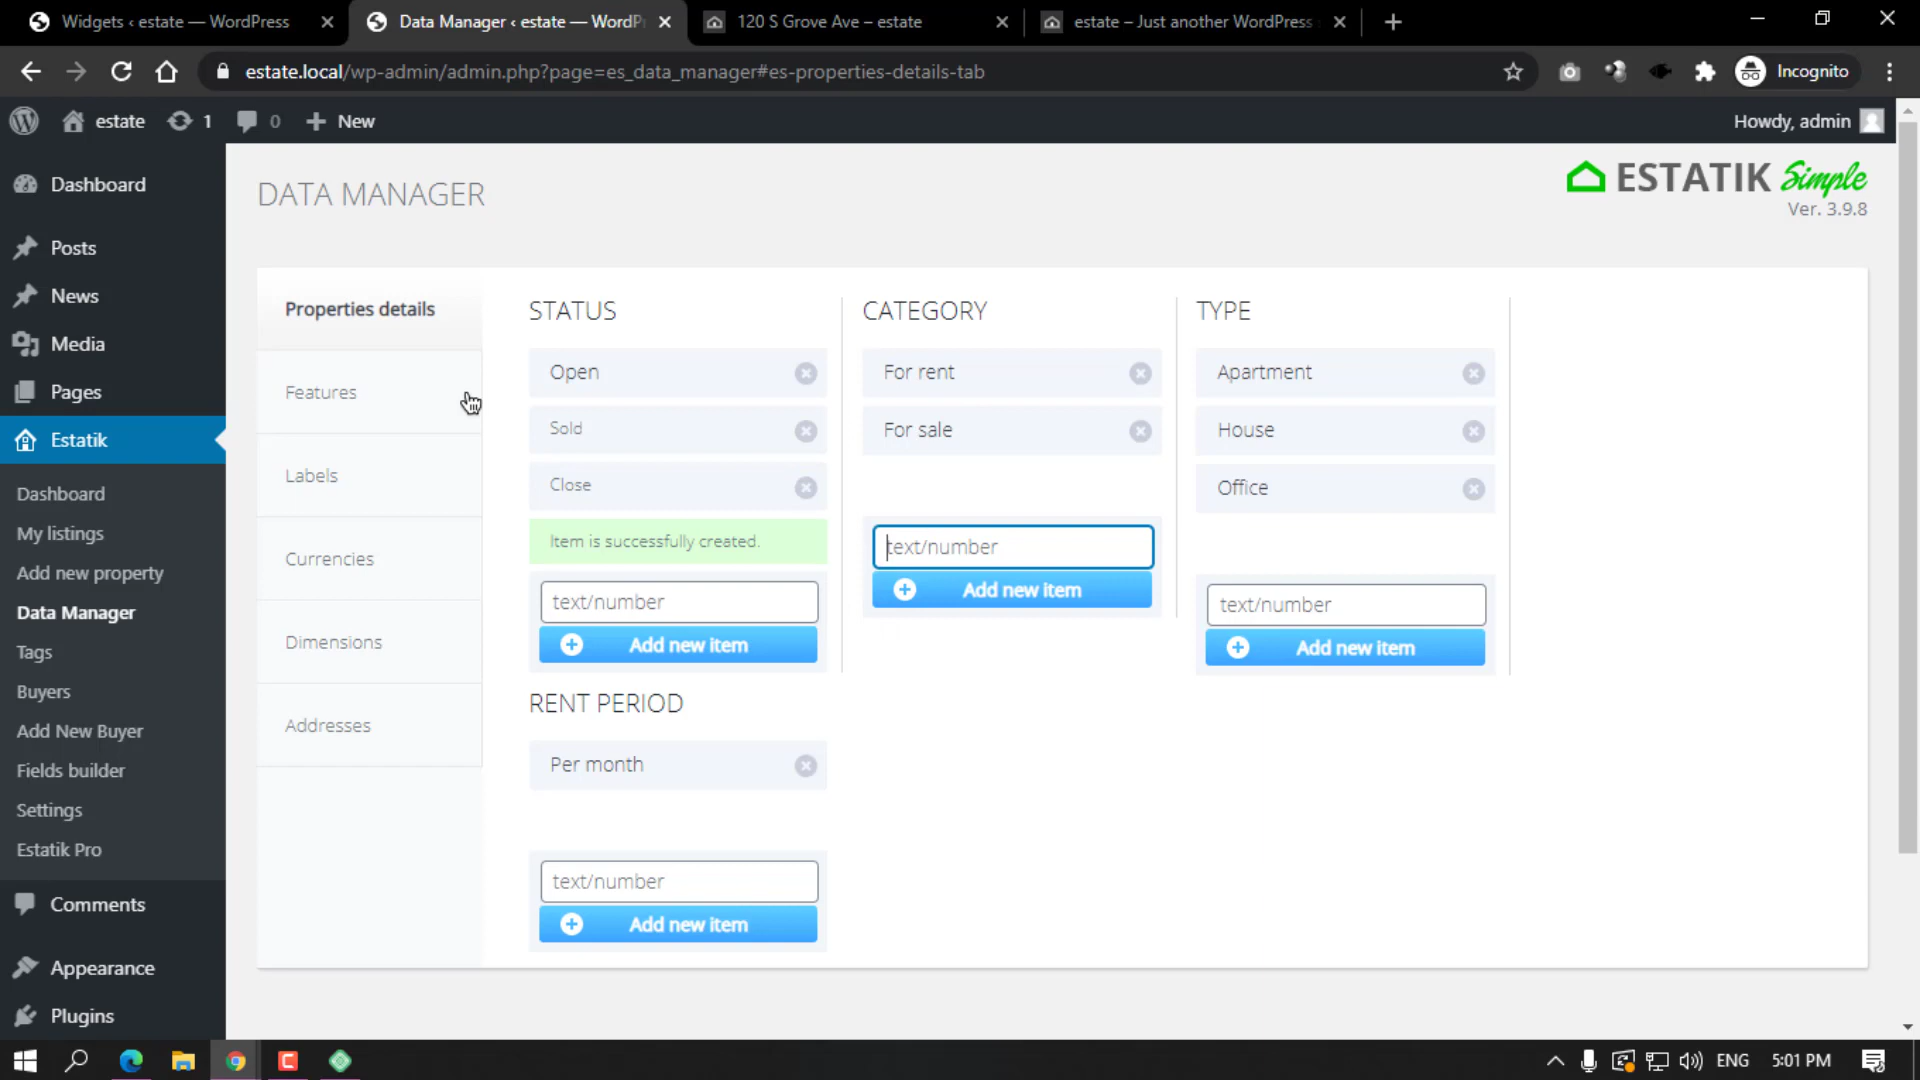 Widgets ‹ estate — WordPress
Data Manager ‹ estate — WordP
120 S Grove Ave – estate
estate – Just another WordPress
estate.local/wp-admin/admin.php?page=es_data_manager#es-properties-details-tab
Incognito
estate
1
0
New
Howdy, admin
Dashboard
Posts
News
Media
Pages
Estatik
Dashboard
My listings
Add new property
Data Manager
Tags
Buyers
Add New Buyer
Fields builder
Settings
Estatik Pro
Comments
Appearance
Plugins
DATA MANAGER
ESTATIK Simple
Ver. 3.9.8
Properties details
Features
Labels
Currencies
Dimensions
Addresses
STATUS
Open
Sold
Close
Item is successfully created.
text/number
Add new item
CATEGORY
For rent
For sale
text/number
Add new item
TYPE
Apartment
House
Office
text/number
Add new item
RENT PERIOD
Per month
text/number
Add new item
ENG
5:01 PM